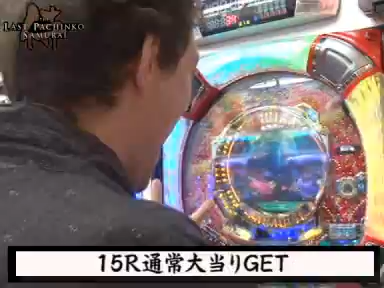 LAST PACHINKO
SAMURAI
15R通常大当りGET